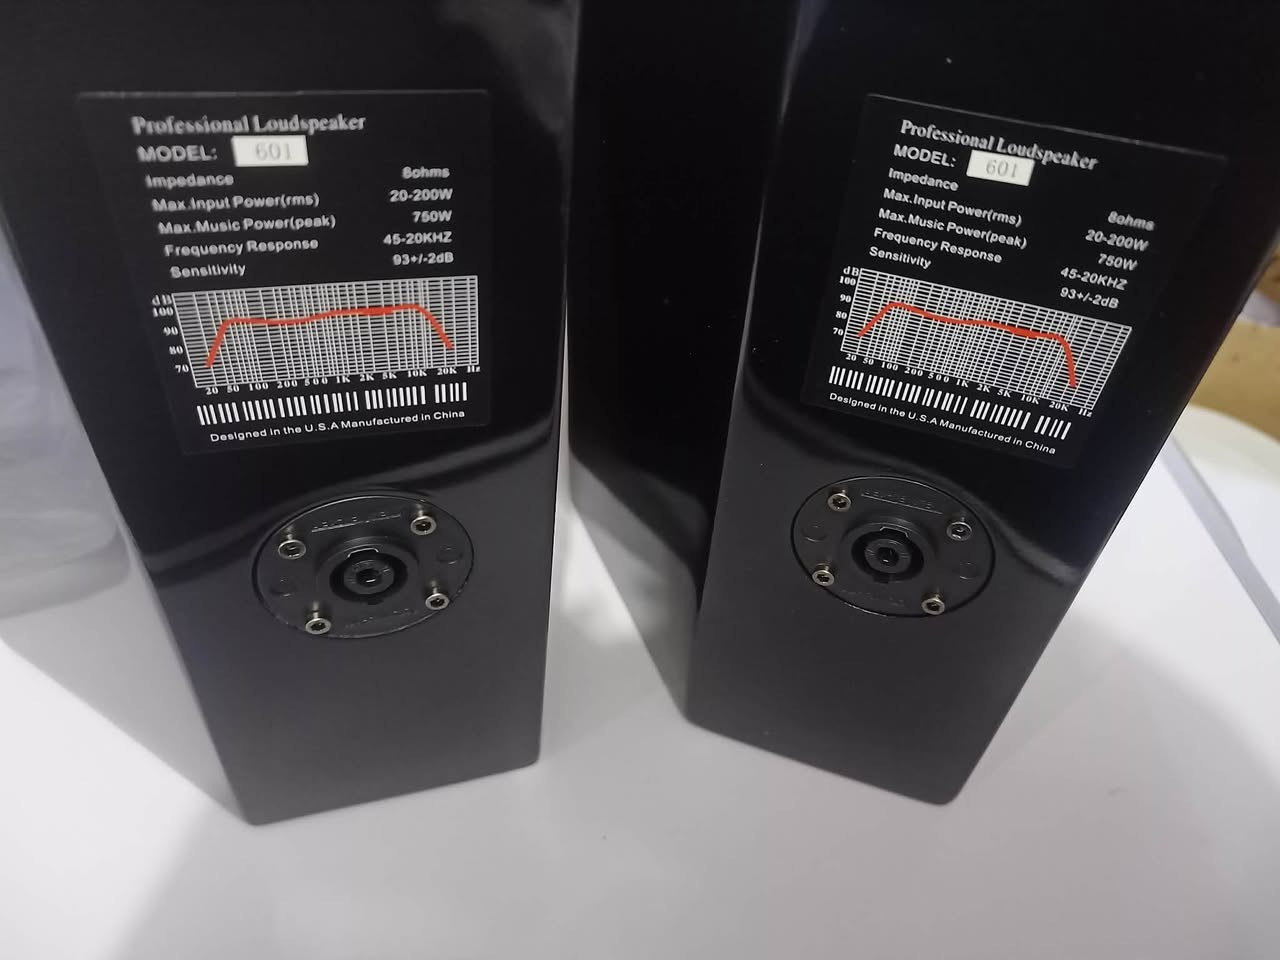 Professional Loudspeaker
MODEL: 601
Impedance 8ohms
Max.Input Power(rms) 20-200W
Max.Music Power(peak) 750W
Frequency Response 45-20KHZ
Sensitivity 93+/-2dB
dB
100
90
80
70
20 50 100 200 500 1K 2K 5K 10K 20K Hz
Designed in the U.S.A Manufactured in China
Professional Loudspeaker
MODEL: 601
Impedance 8ohms
Max.Input Power(rms) 20-200W
Max.Music Power(peak) 750W
Frequency Response 45-20KHZ
Sensitivity 93+/-2dB
dB
100
90
80
70
20 50 100 200 500 1K 2K 5K 10K 20K Hz
Designed in the U.S.A Manufactured in China